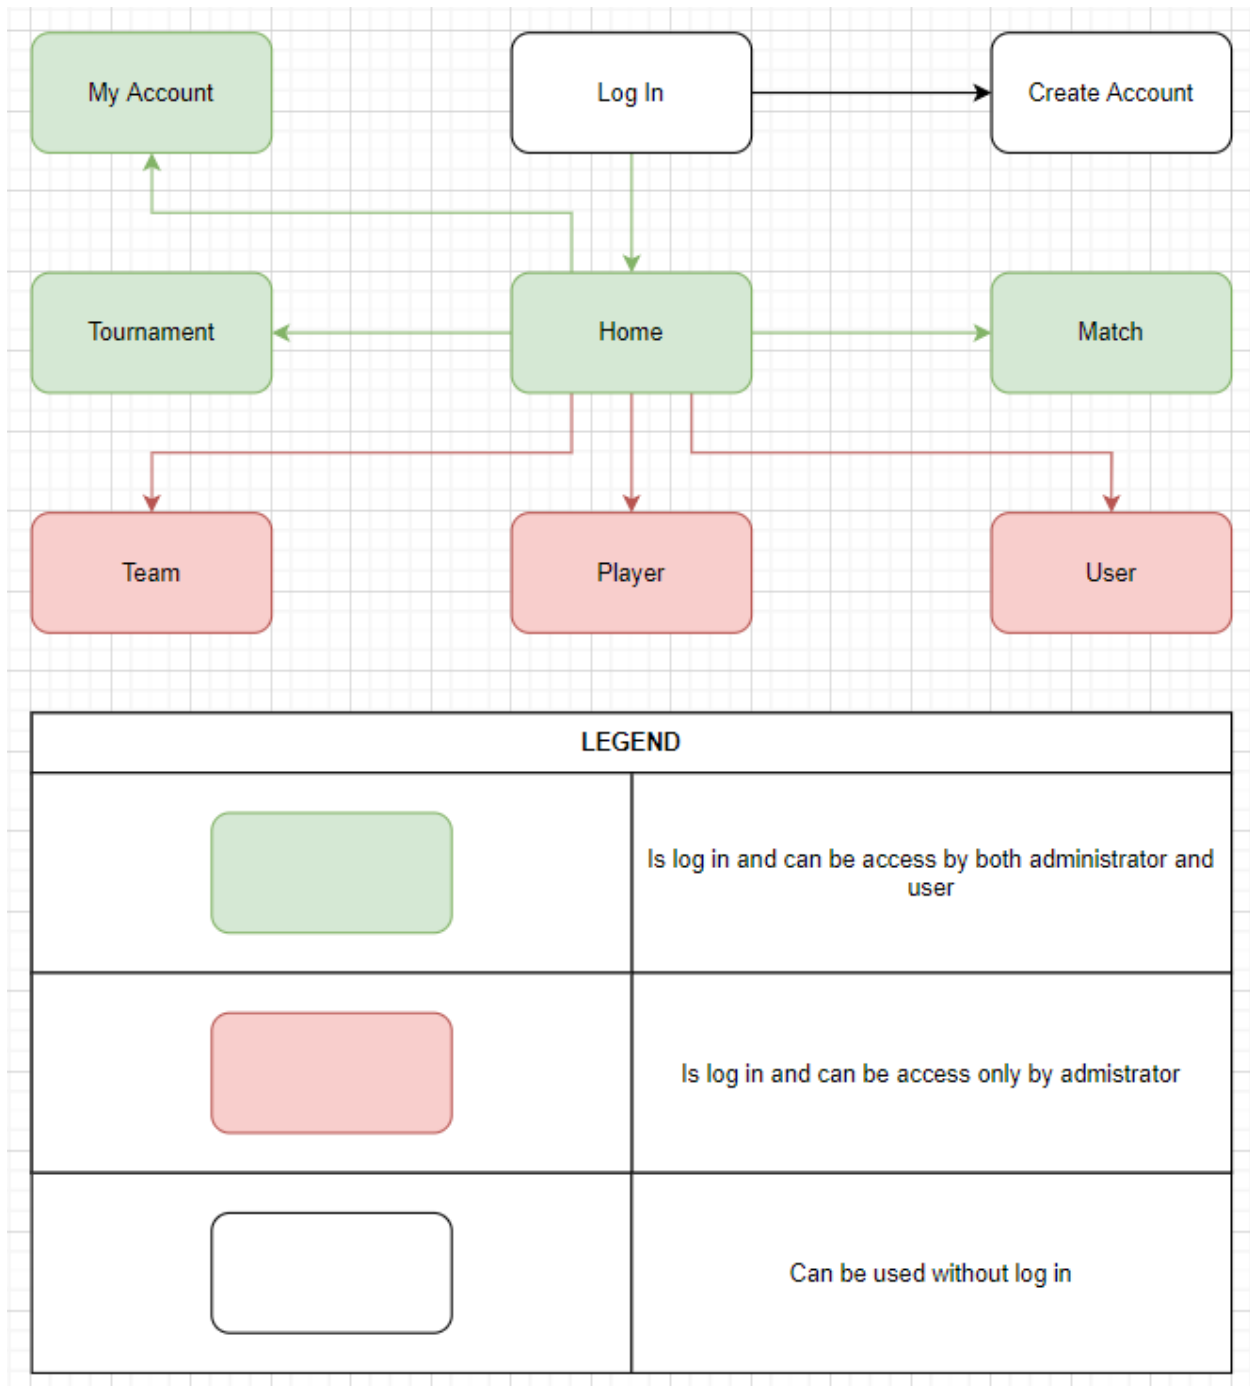 My Account
Log In
Create Account
Tournament
Home
Match
Team
Player
User
LEGEND
Is log in and can be access by both administrator and
user
Is log in and can be access only by admistrator
Can be used without log in